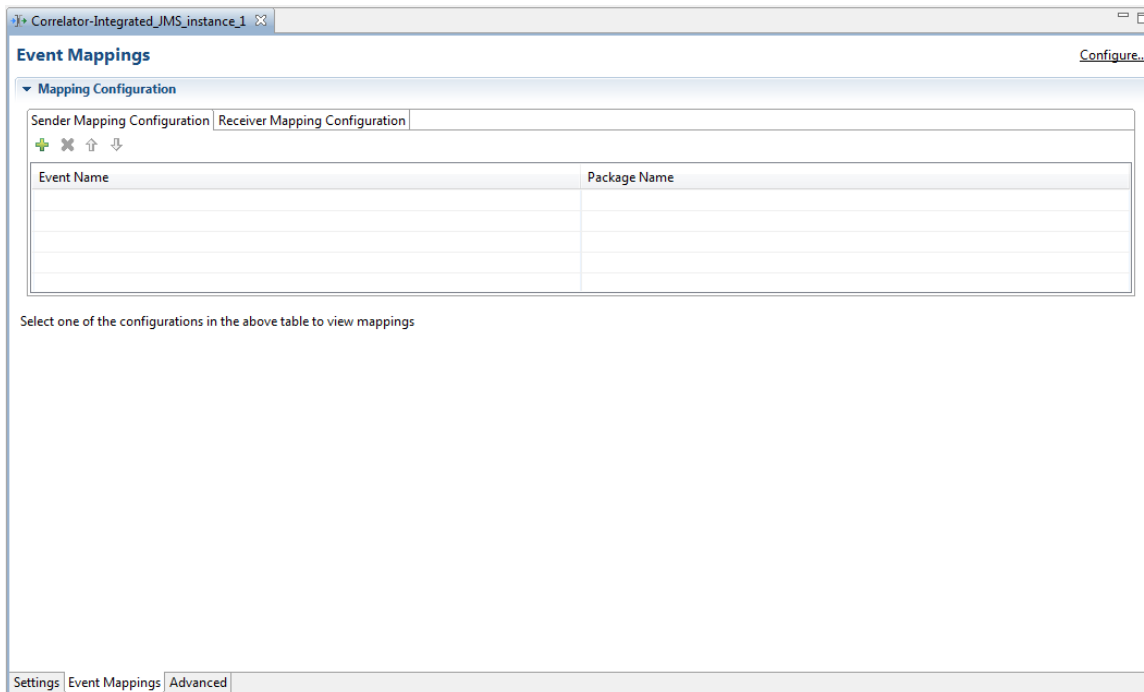 Correlator-Integrated_JMS_instance_1
Event Mappings
Configure...
Mapping Configuration
Sender Mapping Configuration Receiver Mapping Configuration
Event Name Package Name
Select one of the configurations in the above table to view mappings
Settings Event Mappings Advanced